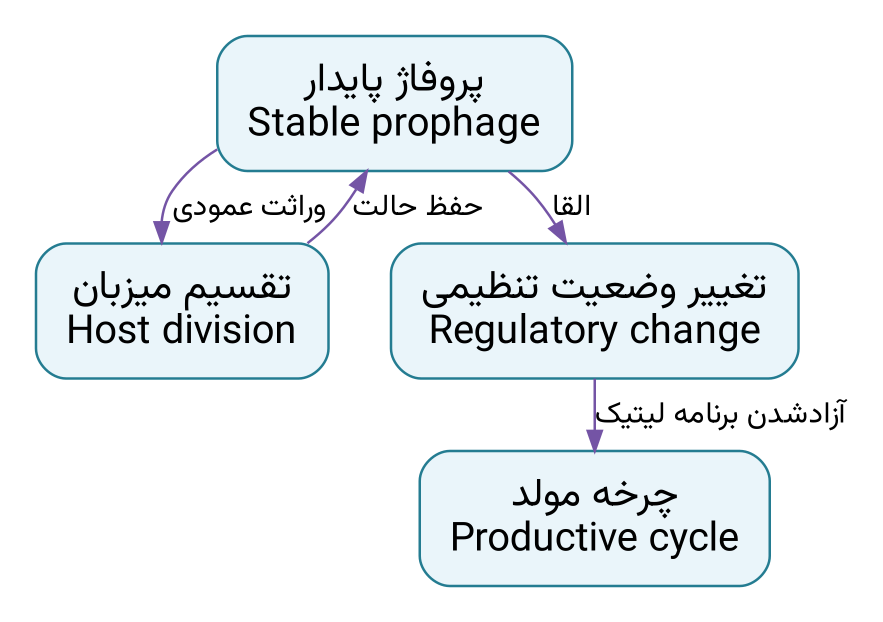 پروفاژ پایدار
Stable prophage
وراثت عمودی
حفظ حالت
القا
تقسیم میزبان
Host division
تغییر وضعیت تنظیمی
Regulatory change
آزادشدن برنامه لیتیک
چرخه مولد
Productive cycle